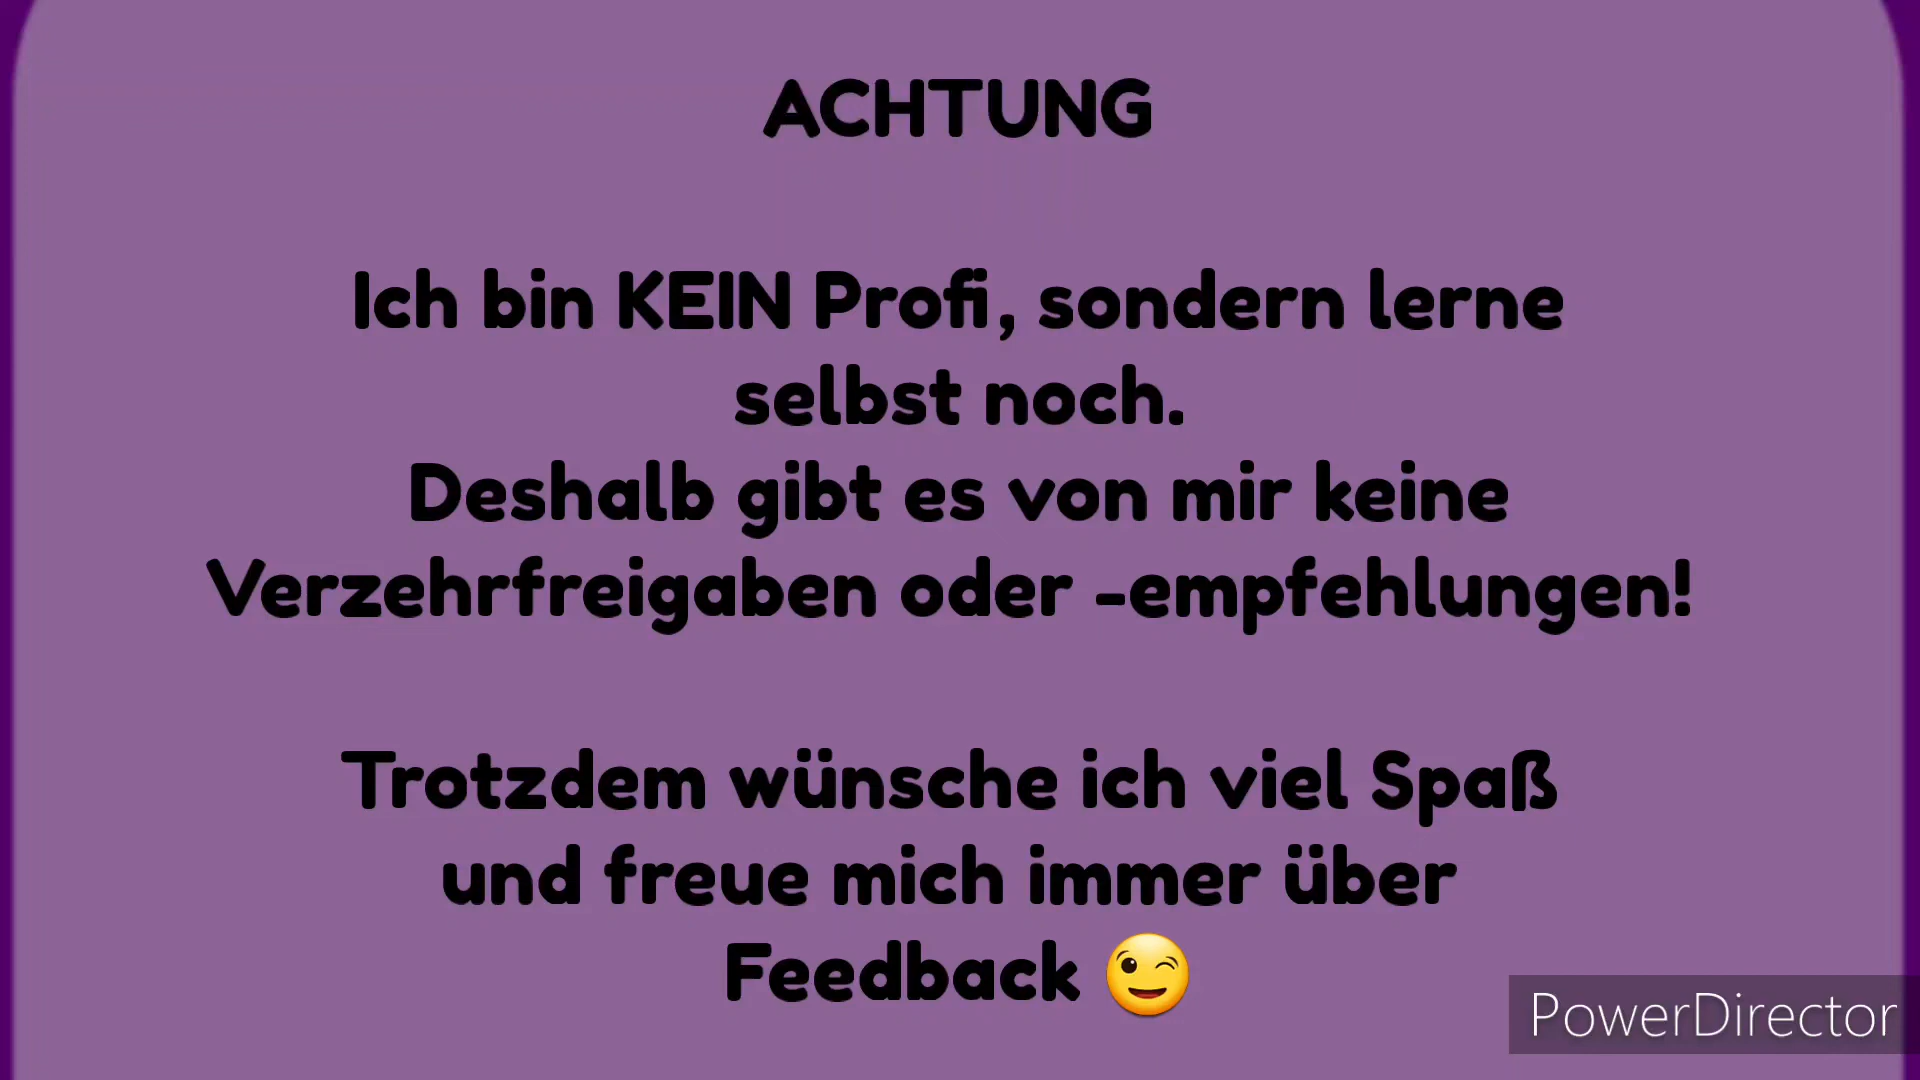 ACHTUNG
Ich bin KEIN Profi, sondern lerne
selbst noch.
Deshalb gibt es von mir keine
Verzehrfreigaben oder -empfehlungen!
Trotzdem wünsche ich viel Spaß
und freue mich immer über
Feedback 😉
PowerDirector